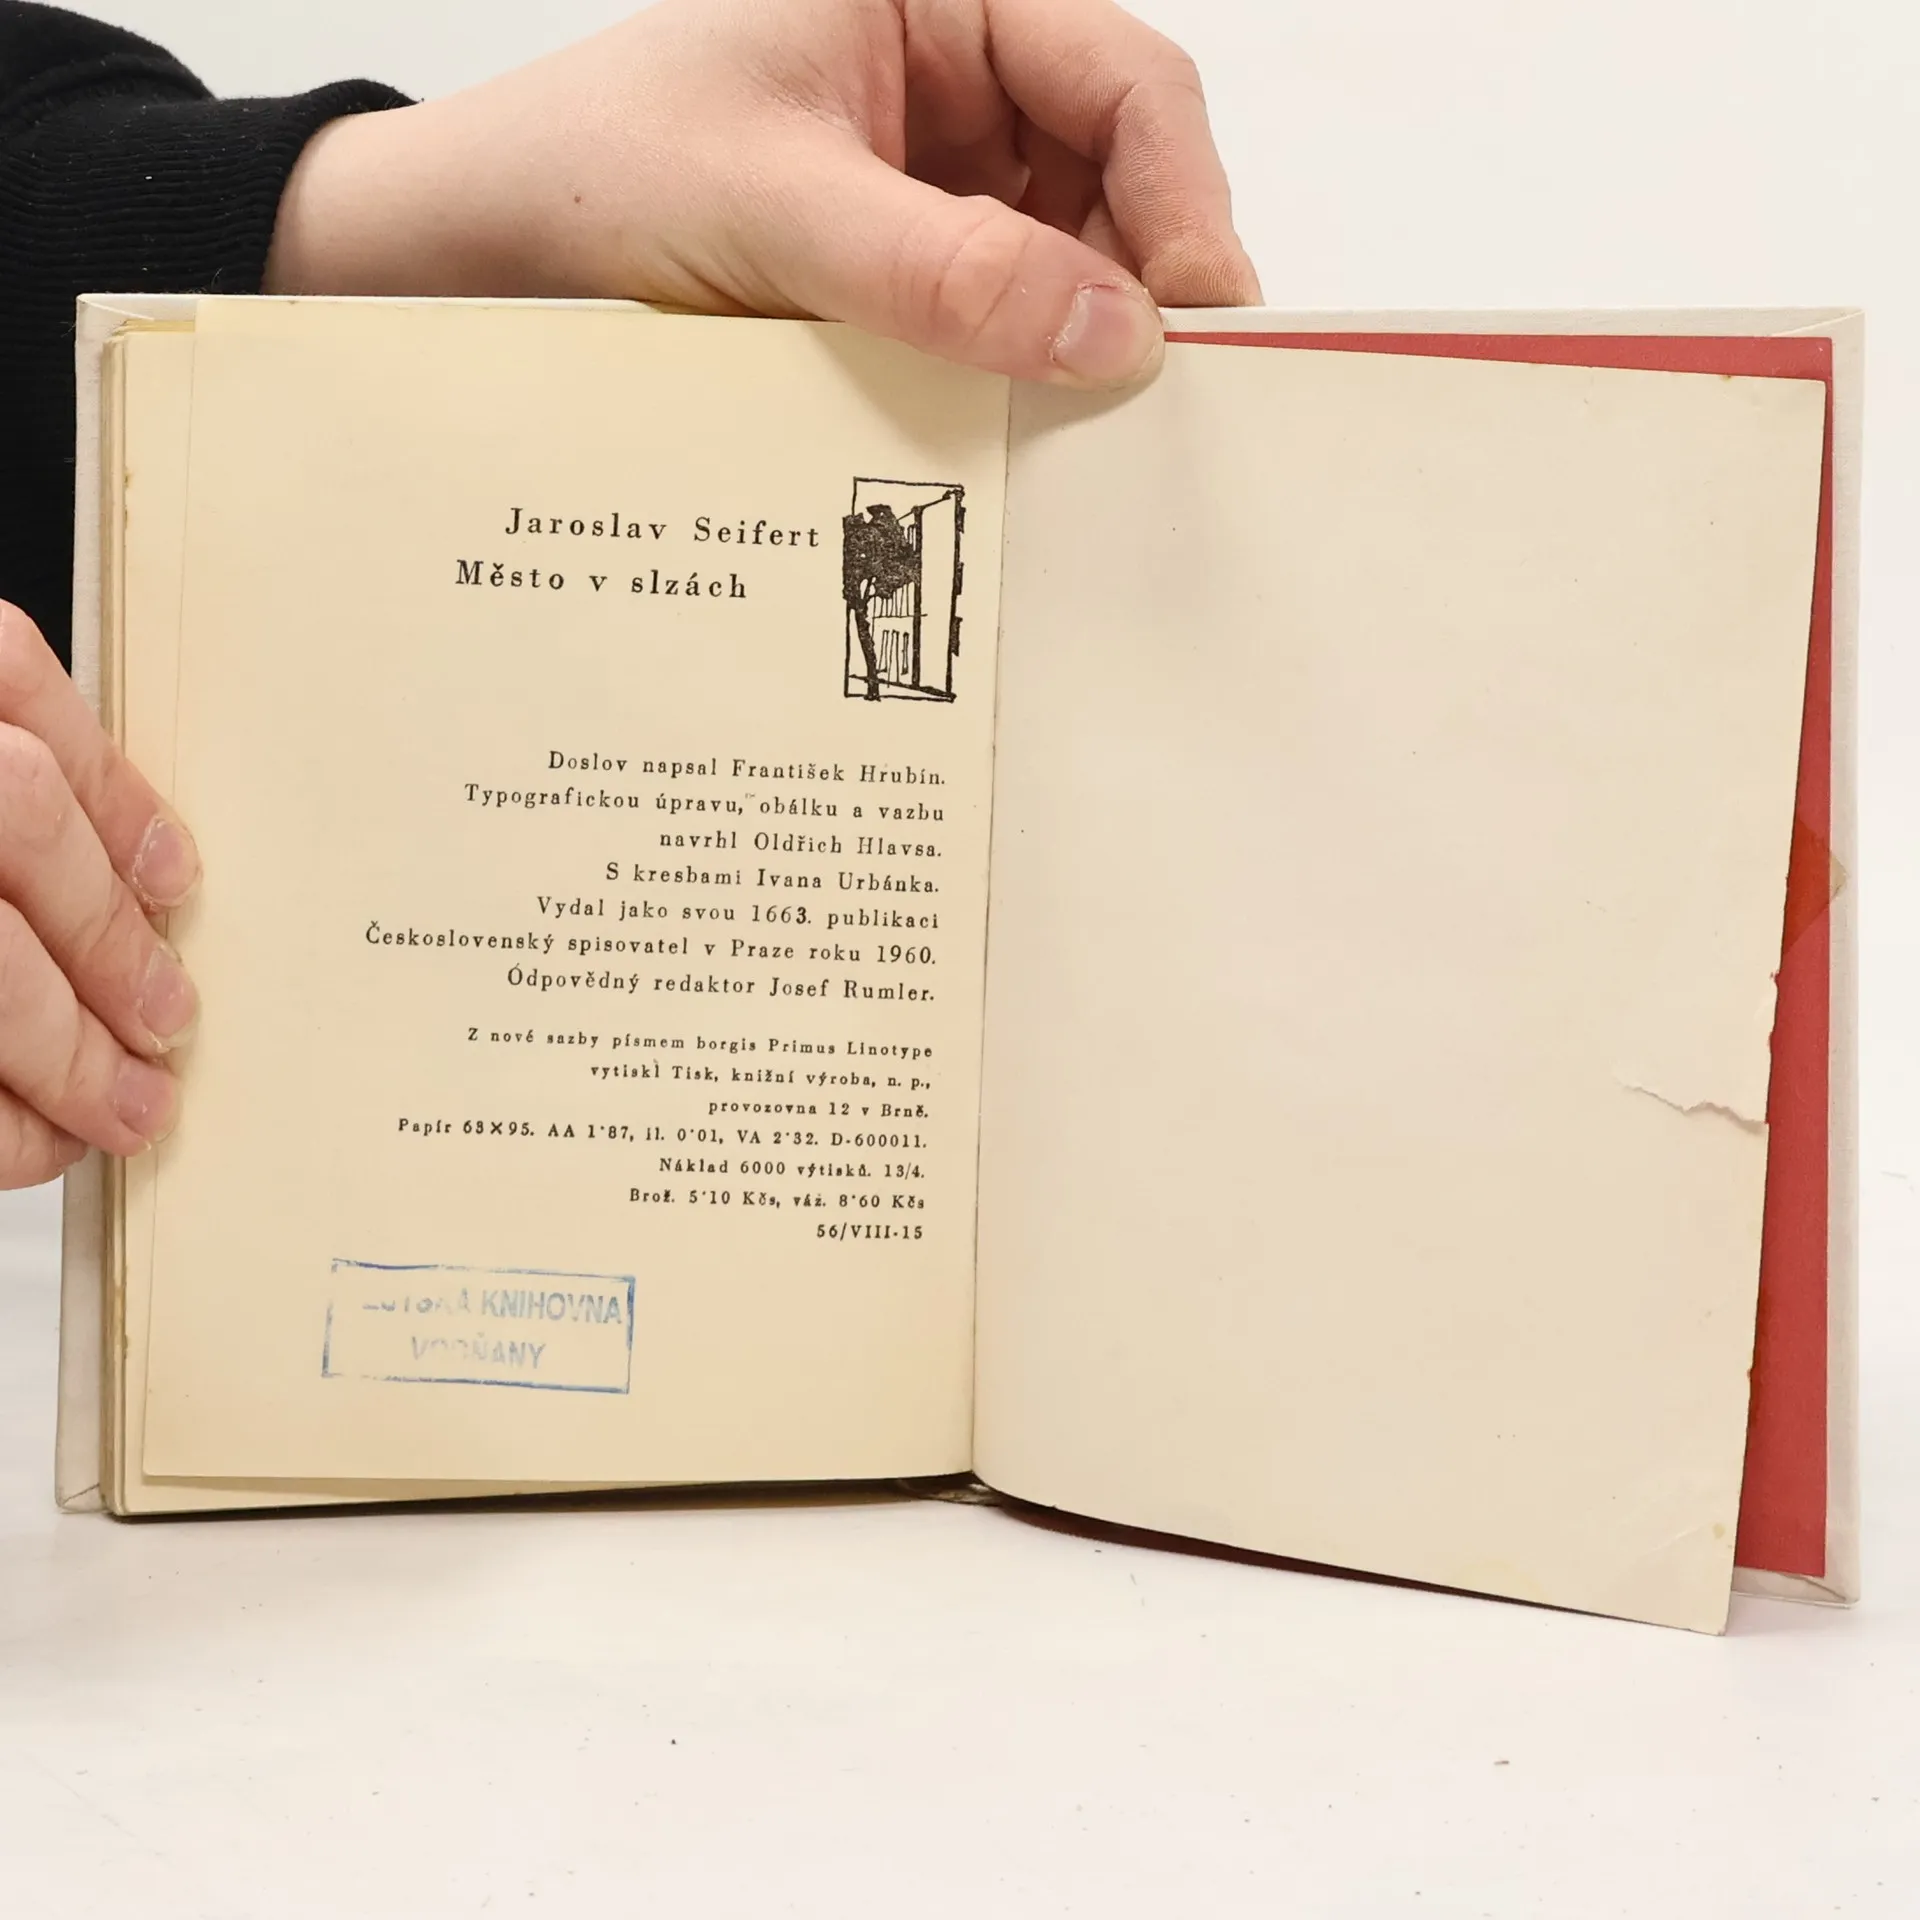 Jaroslav Seifert
Město v slzách
Doslov napsal František Hrubín.
Typografickou úpravu, obálku a vazbu
navrhl Oldřich Hlavsa.
S kresbami Ivana Urbánka.
Vydal jako svou 1663. publikaci
Československý spisovatel v Praze roku 1960.
Odpovědný redaktor Josef Rumler.
Z nové sazby písmem borgis Primus Linotype
vytiskl Tisk, knižní výroba, n. p.,
provozovna 12 v Brně.
Papír 63×95. AA 1·87, il. 0·01, VA 2·32. D-600011.
Náklad 6000 výtisků. 13/4.
Brož. 5·10 Kčs, váz. 8·60 Kčs
56/VIII-15
KNIHOVNA
VODŇANY